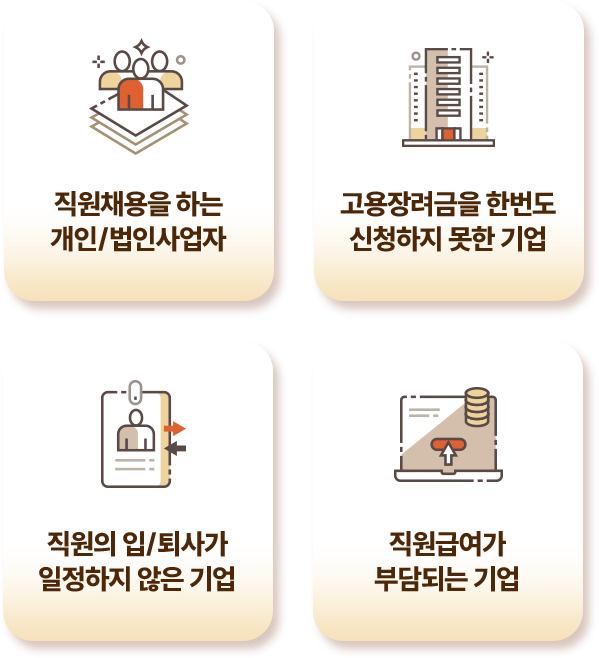 직원채용을 하는
개인/법인사업자
고용장려금을 한번도
신청하지 못한 기업
직원의 입/퇴사가
일정하지 않은 기업
직원급여가
부담되는 기업